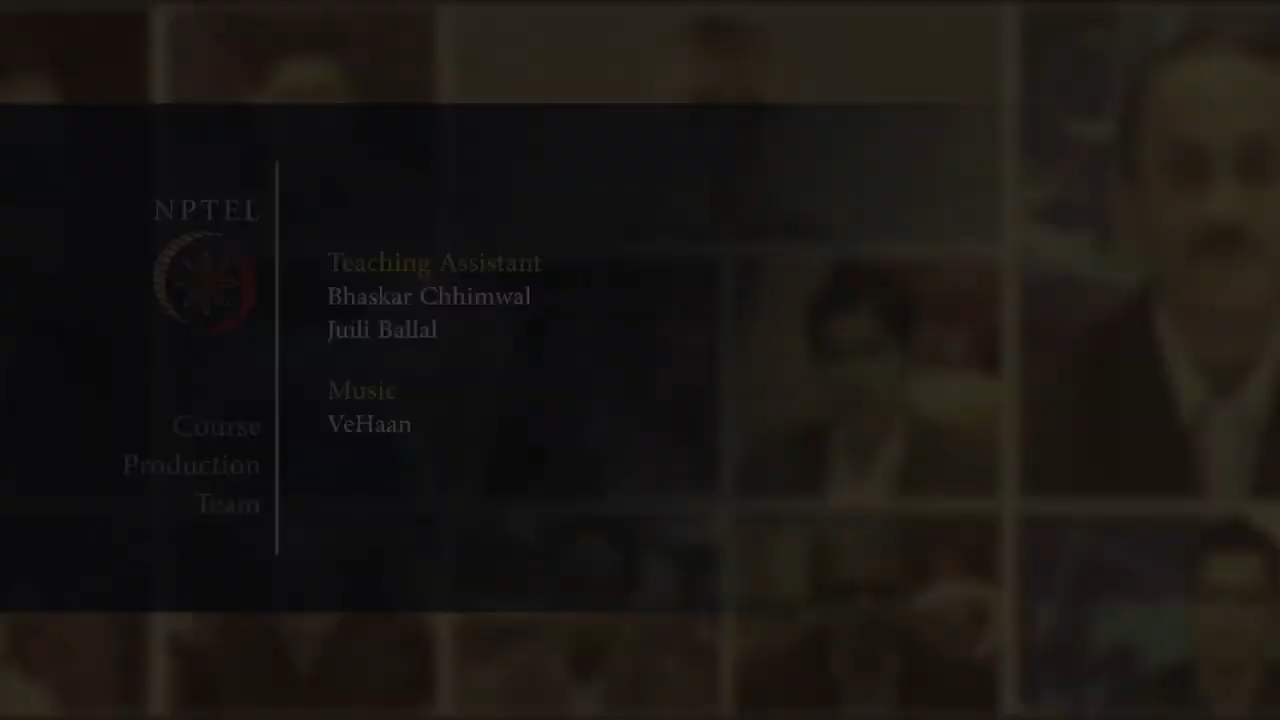 NPTEL
Course
Production
Team
Teaching Assistant
Bhaskar Chhimwal
Juili Ballal
Music
VeHaan